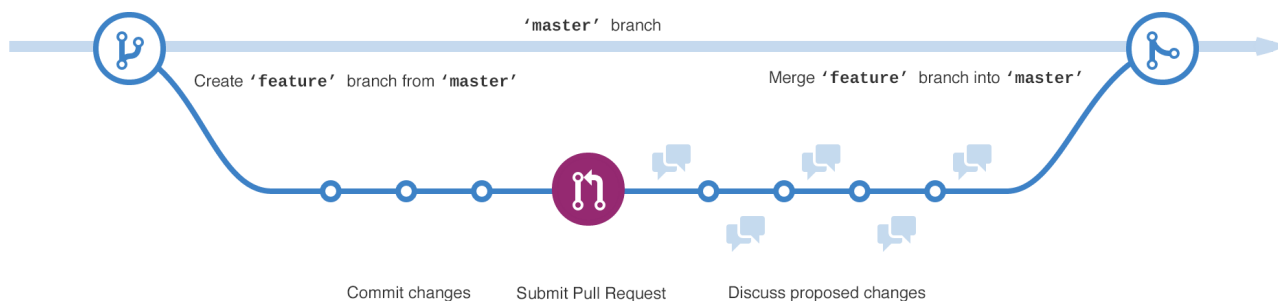 ‘master’ branch
Create ‘feature’ branch from ‘master’
Merge ‘feature’ branch into ‘master’
Commit changes
Submit Pull Request
Discuss proposed changes